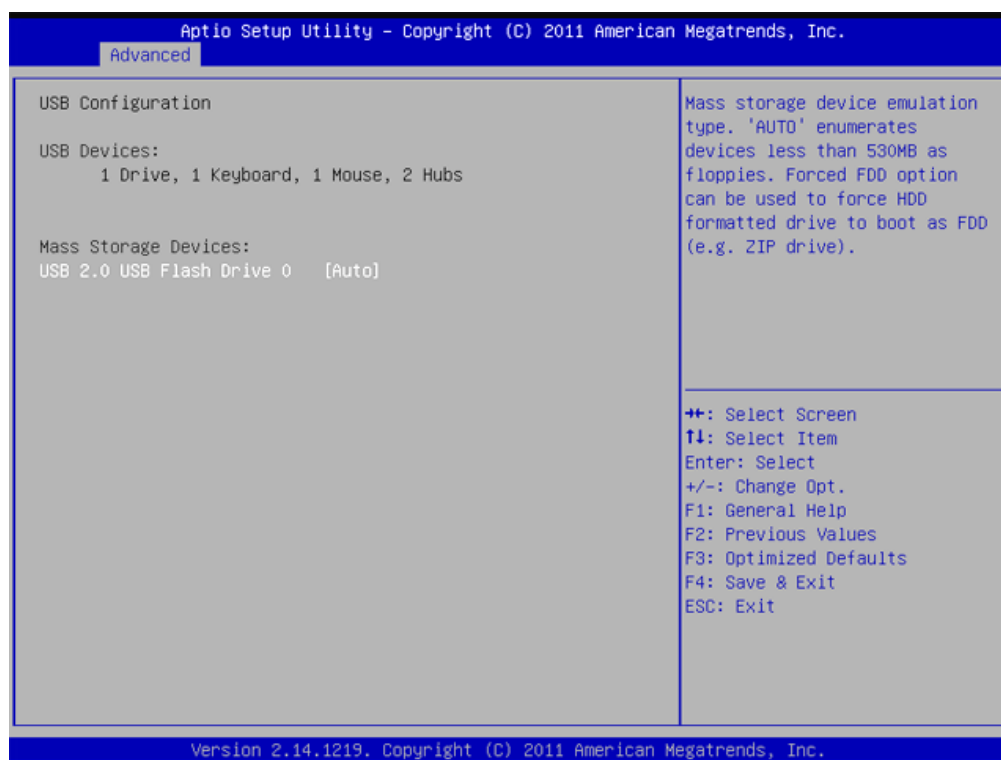 Aptio Setup Utility – Copyright (C) 2011 American Megatrends, Inc.
Advanced
USB Configuration
USB Devices:
1 Drive, 1 Keyboard, 1 Mouse, 2 Hubs
Mass Storage Devices:
USB 2.0 USB Flash Drive 0 [Auto]
Mass storage device emulation
type. 'AUTO' enumerates
devices less than 530MB as
floppies. Forced FDD option
can be used to force HDD
formatted drive to boot as FDD
(e.g. ZIP drive).
→←: Select Screen
↑↓: Select Item
Enter: Select
+/-: Change Opt.
F1: General Help
F2: Previous Values
F3: Optimized Defaults
F4: Save & Exit
ESC: Exit
Version 2.14.1219. Copyright (C) 2011 American Megatrends, Inc.